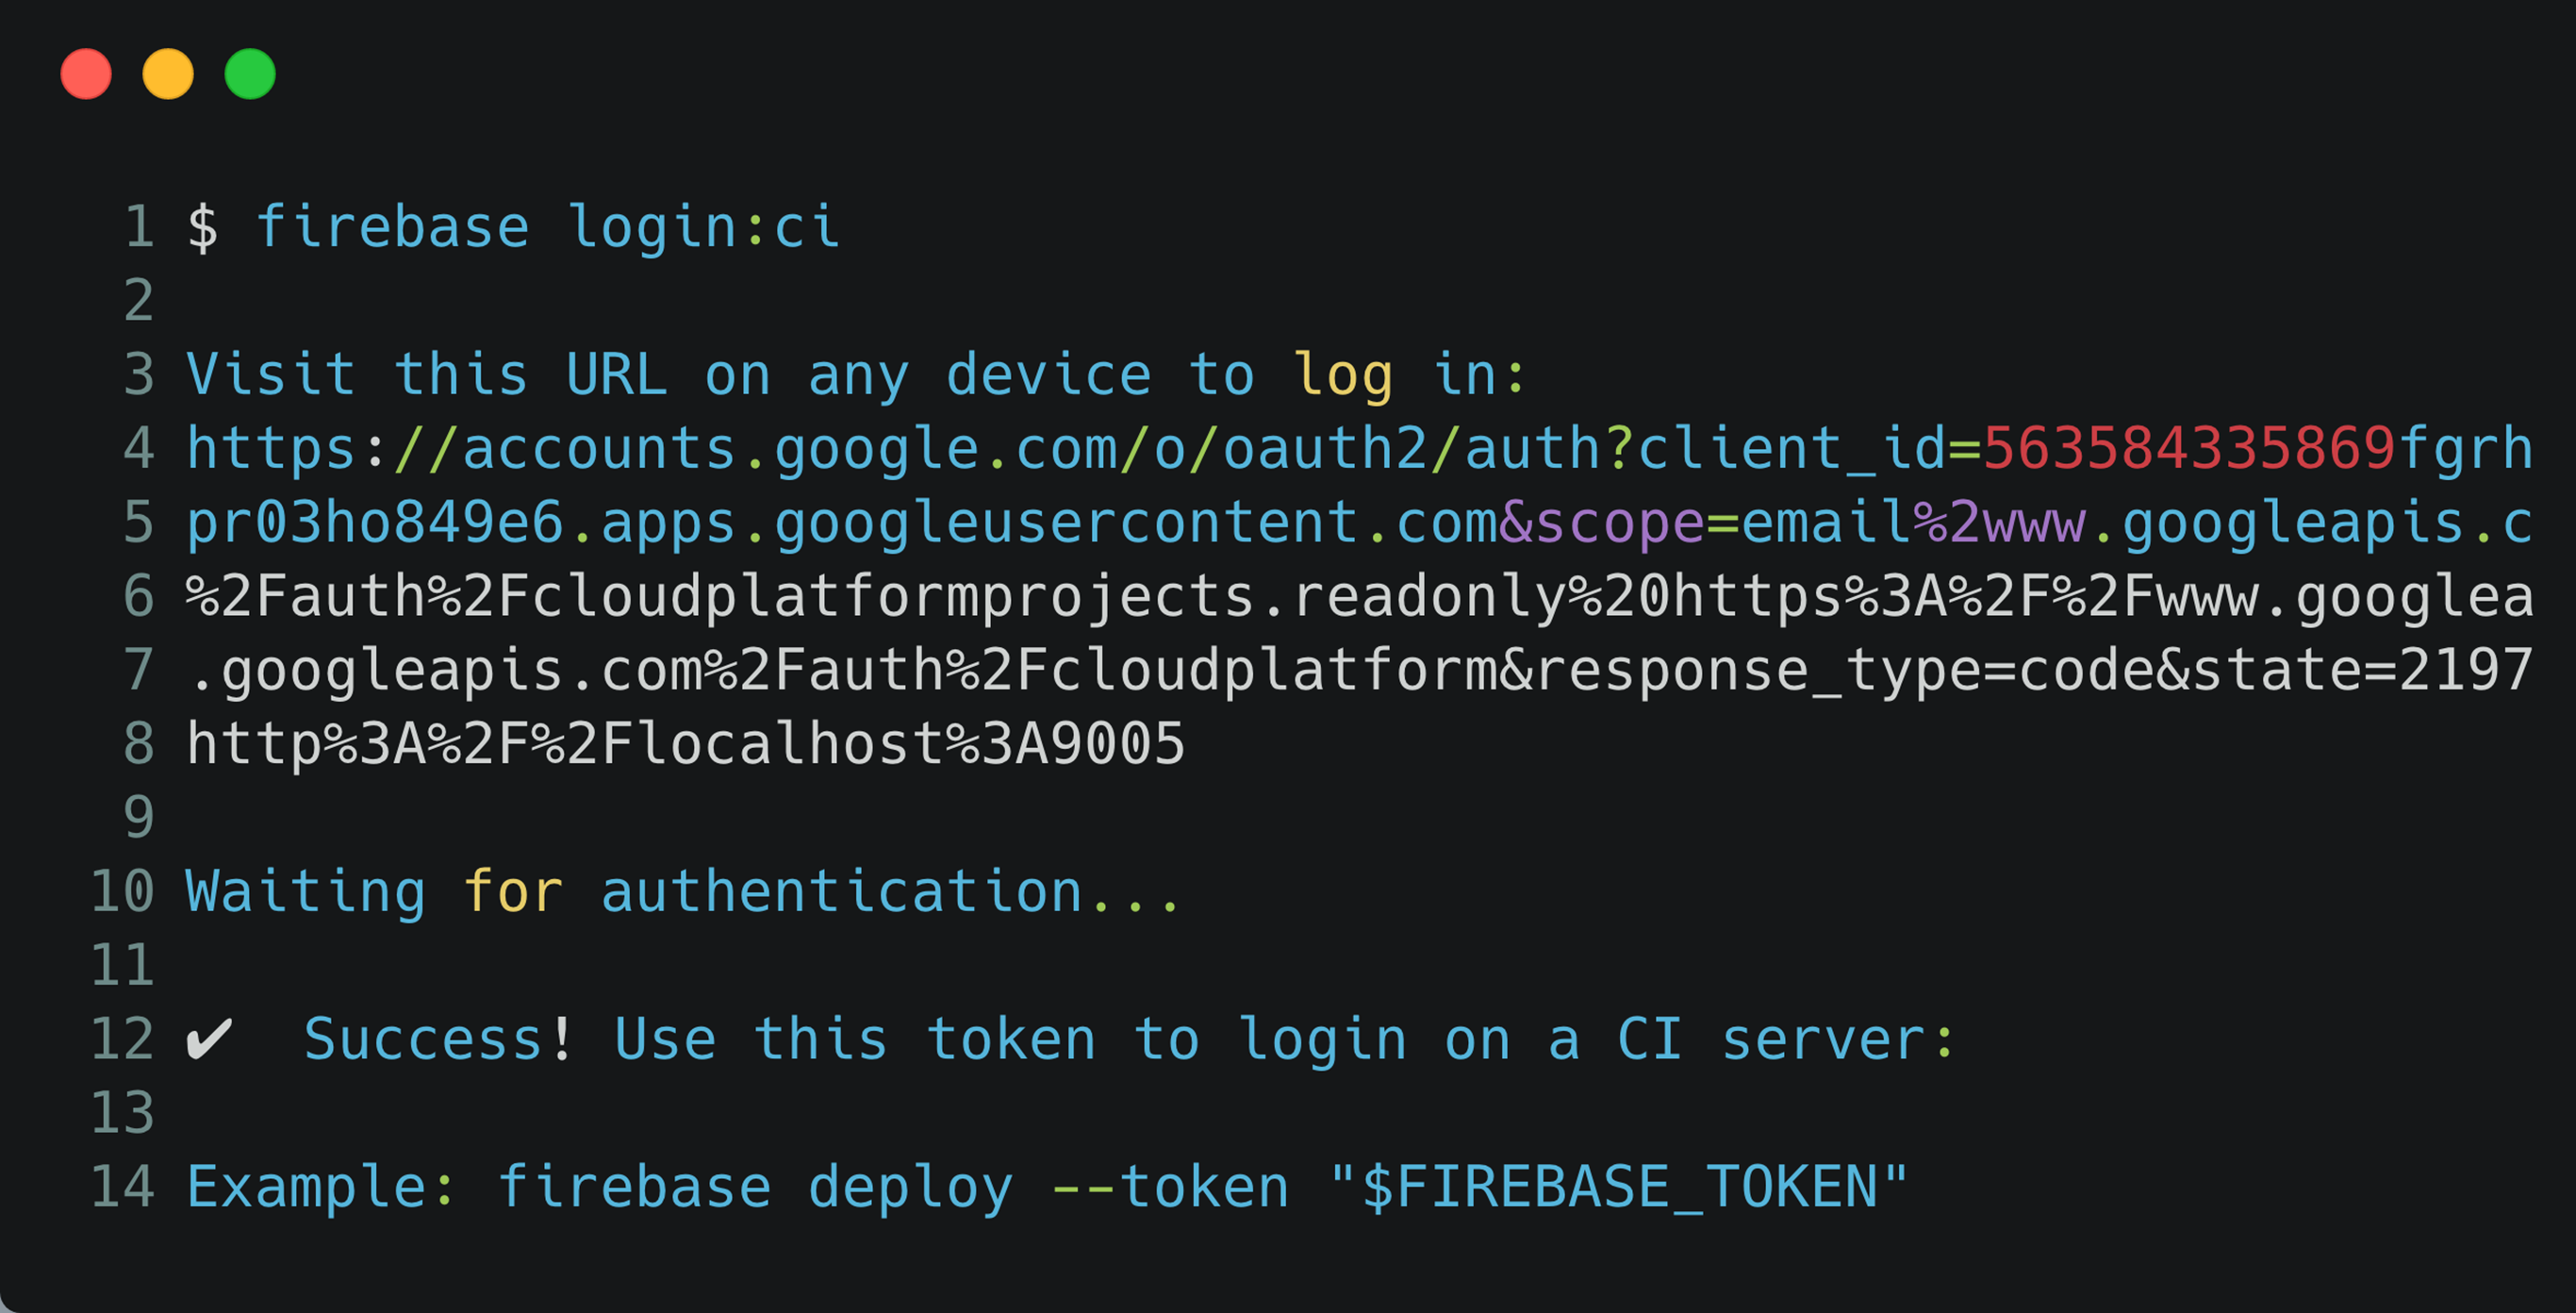 1 $ firebase login:ci
2
3 Visit this URL on any device to log in:
4 https://accounts.google.com/o/oauth2/auth?client_id=563584335869fgrh
5 pr03ho849e6.apps.googleusercontent.com&scope=email%2www.googleapis.c
6 %2Fauth%2Fcloudplatformprojects.readonly%20https%3A%2F%2Fwww.googlea
7 .googleapis.com%2Fauth%2Fcloudplatform&response_type=code&state=2197
8 http%3A%2F%2Flocalhost%3A9005
9
10 Waiting for authentication...
11
12 ✔  Success! Use this token to login on a CI server:
13
14 Example: firebase deploy --token "$FIREBASE_TOKEN"